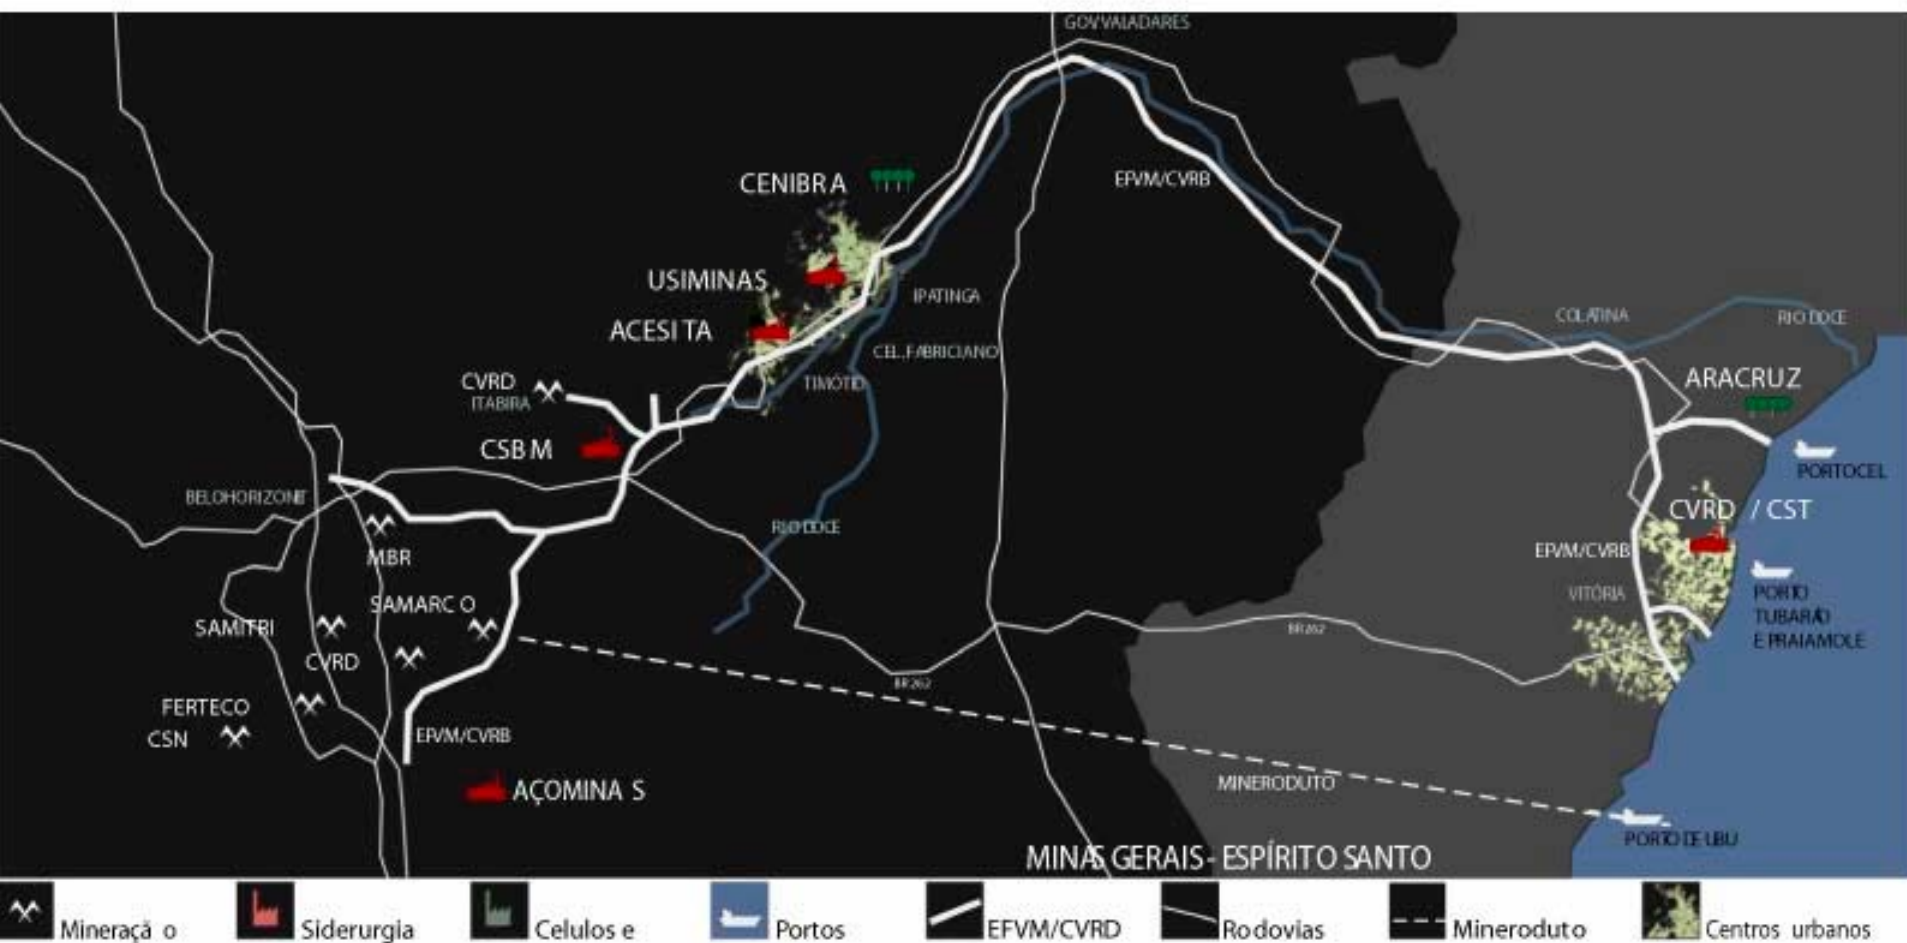 GOVVALADARES
CENIBRA
EFVM/CVRB
USIMINAS
IPATINGA
ACESITA
COLATINA
RIO DOCE
CEL.FABRICIANO
CVRD
ITABIRA
TIMÓTIO
ARACRUZ
CSBM
PORTOCEL
BELOHORIZONTE
CVRD / CST
RIO DOCE
MBR
EFVM/CVRB
PORTO
TUBARÃO
E PRAIAMOLE
VITÓRIA
SAMARCO
SAMITRI
BR262
CVRD
BR262
FERTECO
CSN
EFVM/CVRB
AÇOMINAS
MINERODUTO
PORTO DE UBU
MINAS GERAIS - ESPÍRITO SANTO
Mineração
Siderurgia
Celulose
Portos
EFVM/CVRD
Rodovias
Mineroduto
Centros urbanos